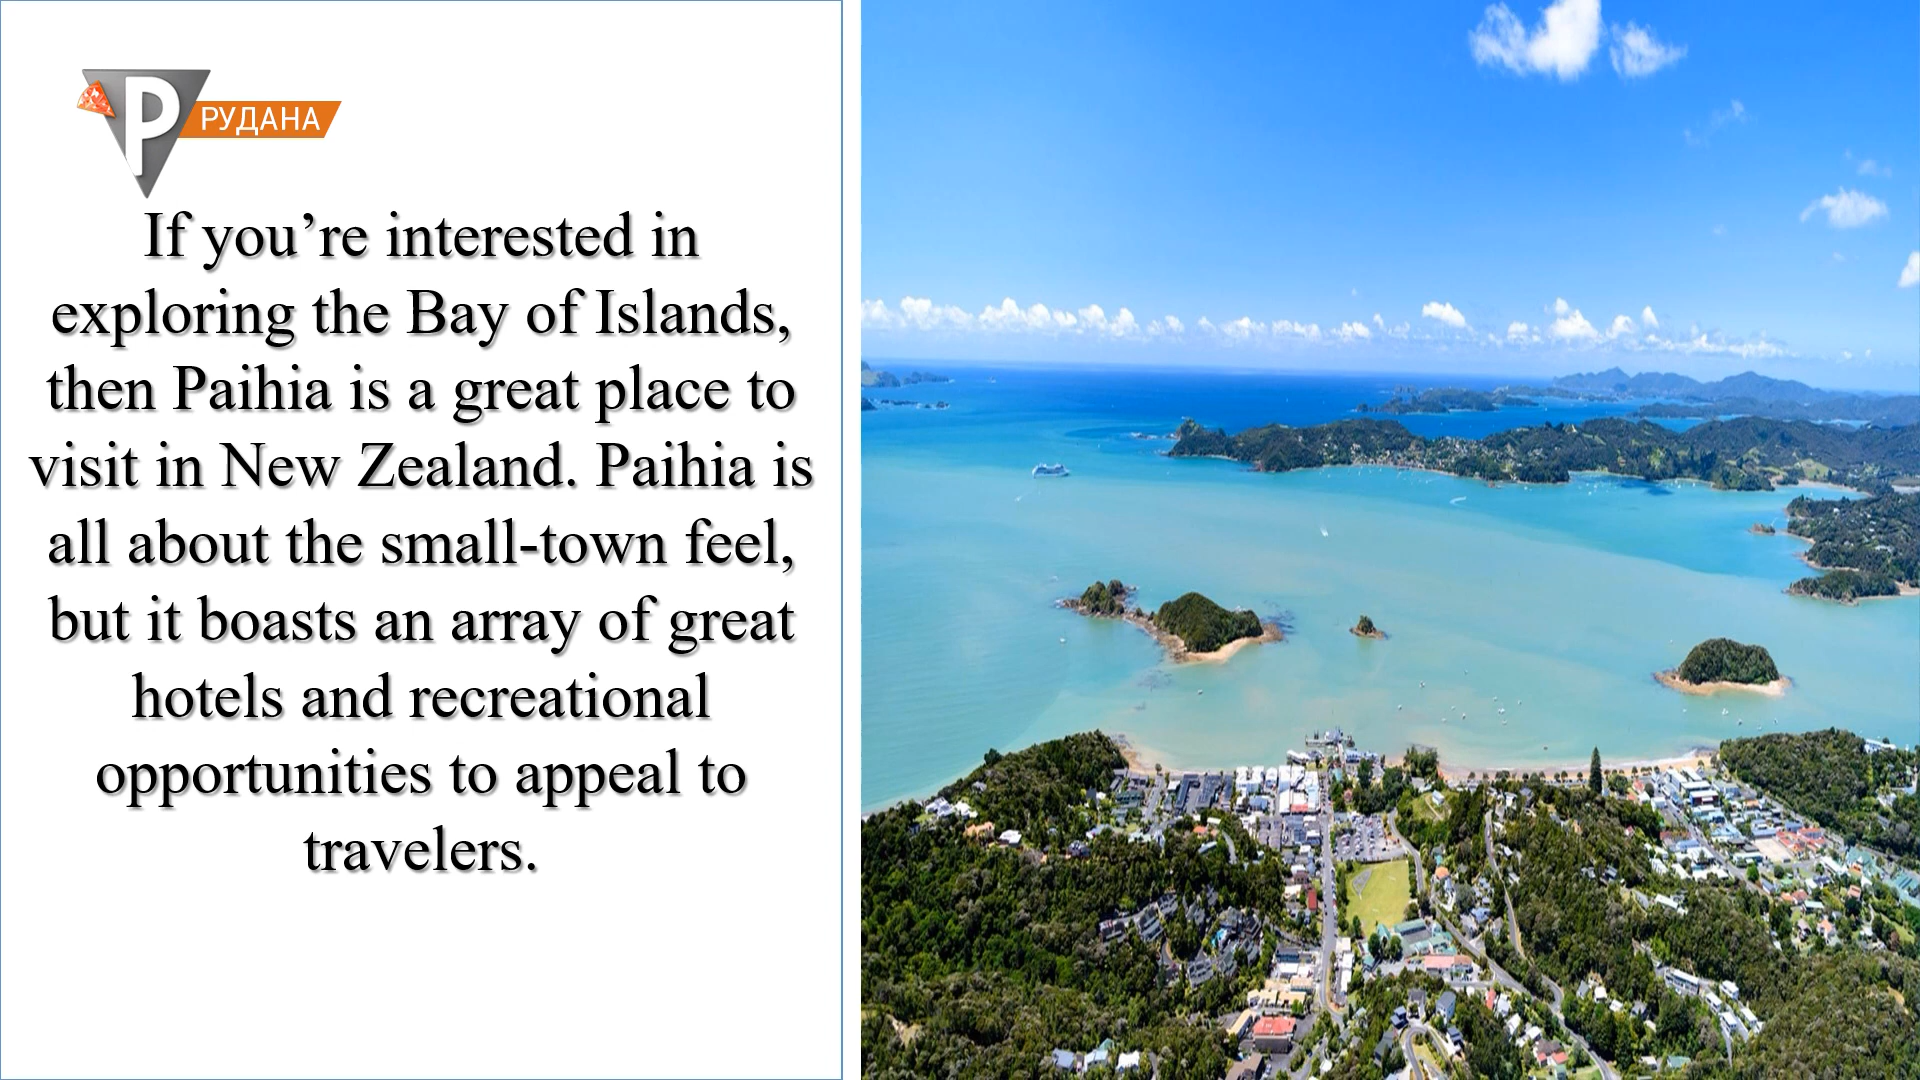 Р
РУДАНА
If you’re interested in
exploring the Bay of Islands,
then Paihia is a great place to
visit in New Zealand. Paihia is
all about the small-town feel,
but it boasts an array of great
hotels and recreational
opportunities to appeal to
travelers.